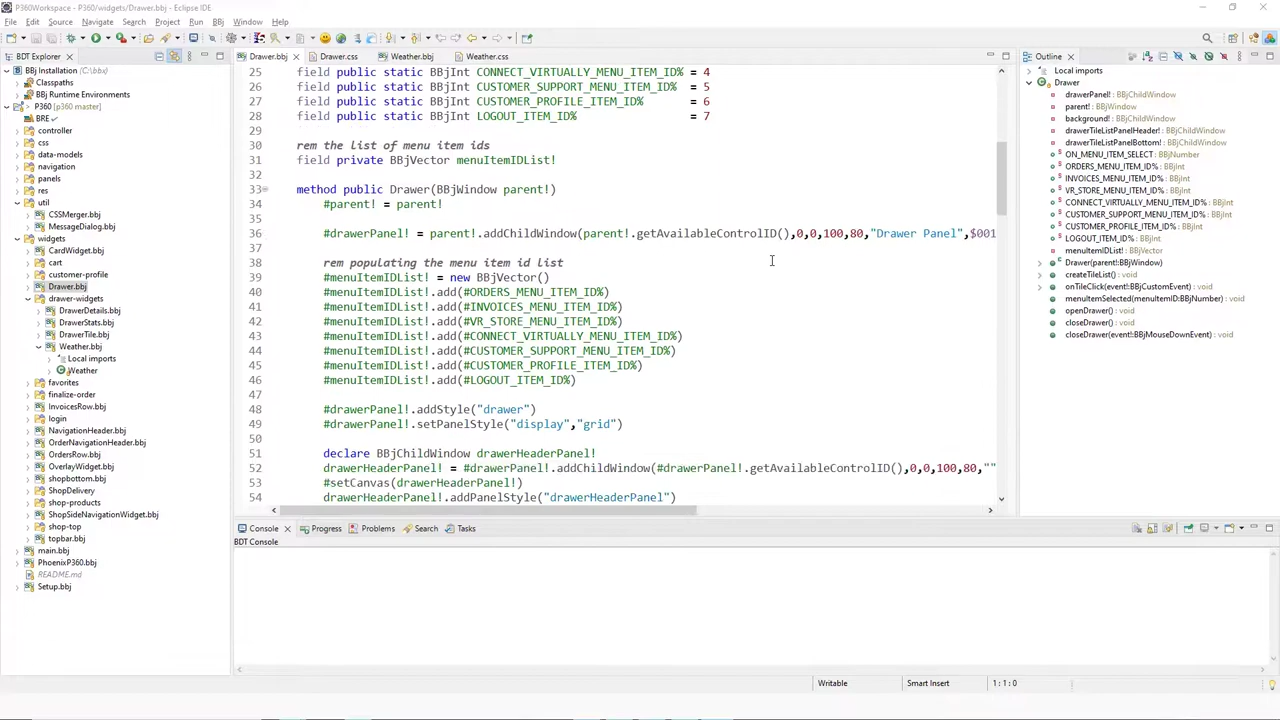 P360Workspace - P360/widgets/Drawer.bbj - Eclipse IDE
File Edit Source Navigate Search Project Run BBj Window Help
BDT Explorer
BBj Installation (C:\bbx)
Classpaths
BBj Runtime Environments
P360 [p360 master]
BRE
controller
css
data-models
navigation
panels
res
util
CSSMerger.bbj
MessageDialog.bbj
widgets
CardWidget.bbj
cart
customer-profile
Drawer.bbj
drawer-widgets
DrawerDetails.bbj
DrawerStats.bbj
DrawerTile.bbj
Weather.bbj
Local imports
Weather
favorites
finalize-order
InvoicesRow.bbj
login
NavigationHeader.bbj
OrderNavigationHeader.bbj
OrdersRow.bbj
OverlayWidget.bbj
shopbottom.bbj
ShopDelivery
shop-products
ShopSideNavigationWidget.bbj
shop-top
topbar.bbj
main.bbj
PhoenixP360.bbj
README.md
Setup.bbj
Drawer.bbj Drawer.css Weather.bbj Weather.css
25 field public static BBjInt CONNECT_VIRTUALLY_MENU_ITEM_ID% = 4
26 field public static BBjInt CUSTOMER_SUPPORT_MENU_ITEM_ID% = 5
27 field public static BBjInt CUSTOMER_PROFILE_ITEM_ID% = 6
28 field public static BBjInt LOGOUT_ITEM_ID% = 7
29
30 rem the List of menu item ids
31 field private BBjVector menuItemIDList!
32
33 method public Drawer(BBjWindow parent!)
34 #parent! = parent!
35
36 #drawerPanel! = parent!.addChildWindow(parent!.getAvailableControlID(),0,0,100,80,"Drawer Panel",$001
37
38 rem populating the menu item id list
39 #menuItemIDList! = new BBjVector()
40 #menuItemIDList!.add(#ORDERS_MENU_ITEM_ID%)
41 #menuItemIDList!.add(#INVOICES_MENU_ITEM_ID%)
42 #menuItemIDList!.add(#VR_STORE_MENU_ITEM_ID%)
43 #menuItemIDList!.add(#CONNECT_VIRTUALLY_MENU_ITEM_ID%)
44 #menuItemIDList!.add(#CUSTOMER_SUPPORT_MENU_ITEM_ID%)
45 #menuItemIDList!.add(#CUSTOMER_PROFILE_ITEM_ID%)
46 #menuItemIDList!.add(#LOGOUT_ITEM_ID%)
47
48 #drawerPanel!.addStyle("drawer")
49 #drawerPanel!.setPanelStyle("display","grid")
50
51 declare BBjChildWindow drawerHeaderPanel!
52 drawerHeaderPanel! = #drawerPanel!.addChildWindow(#drawerPanel!.getAvailableControlID(),0,0,100,80,""
53 #setCanvas(drawerHeaderPanel!)
54 drawerHeaderPanel!.addPanelStyle("drawerHeaderPanel")
Outline
Local imports
Drawer
drawerPanel! : BBjChildWindow
parent! : BBjWindow
background! : BBjChildWindow
drawerTileListPanelHeader! : BBjChildWindow
drawerTileListPanelBottom! : BBjChildWindow
ON_MENU_ITEM_SELECT : BBjNumber
ORDERS_MENU_ITEM_ID% : BBjInt
INVOICES_MENU_ITEM_ID% : BBjInt
VR_STORE_MENU_ITEM_ID% : BBjInt
CONNECT_VIRTUALLY_MENU_ITEM_ID% : BBjInt
CUSTOMER_SUPPORT_MENU_ITEM_ID% : BBjInt
CUSTOMER_PROFILE_ITEM_ID% : BBjInt
LOGOUT_ITEM_ID% : BBjInt
menuItemIDList! : BBjVector
Drawer(parent!:BBjWindow)
createTileList() : void
onTileClick(event!:BBjCustomEvent) : void
menuItemSelected(menuItemID:BBjNumber) : void
openDrawer() : void
closeDrawer() : void
closeDrawer(event!:BBjMouseDownEvent) : void
Console Progress Problems Search Tasks
BDT Console
Writable Smart Insert 1 : 1 : 0